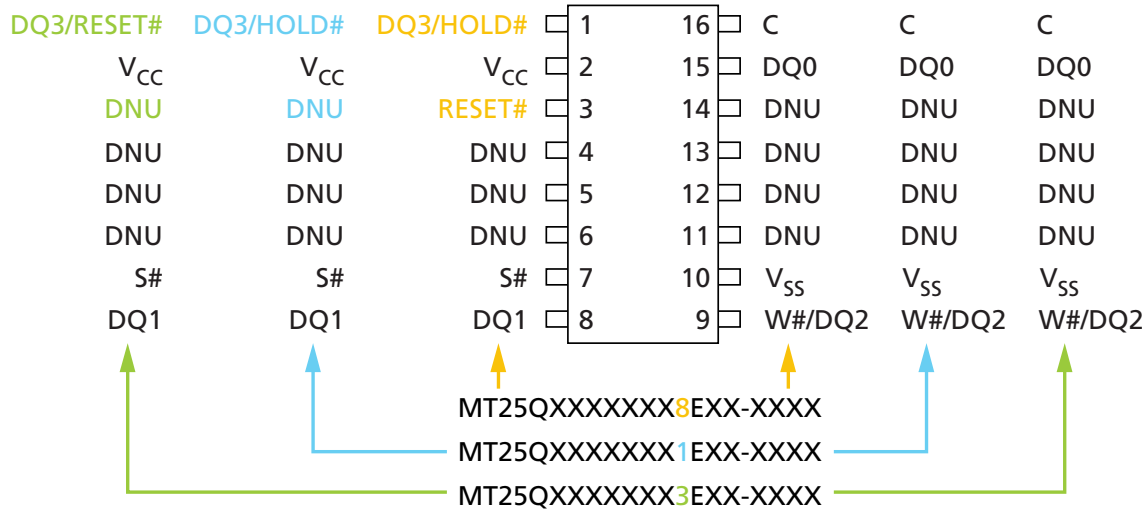 DQ3/RESET# DQ3/HOLD# DQ3/HOLD# 1 16 C C C
VCC VCC VCC 2 15 DQ0 DQ0 DQ0
DNU DNU RESET# 3 14 DNU DNU DNU
DNU DNU DNU 4 13 DNU DNU DNU
DNU DNU DNU 5 12 DNU DNU DNU
DNU DNU DNU 6 11 DNU DNU DNU
S# S# S# 7 10 VSS VSS VSS
DQ1 DQ1 DQ1 8 9 W#/DQ2 W#/DQ2 W#/DQ2
MT25QXXXXXXX8EXX-XXXX
MT25QXXXXXXX1EXX-XXXX
MT25QXXXXXXX3EXX-XXXX